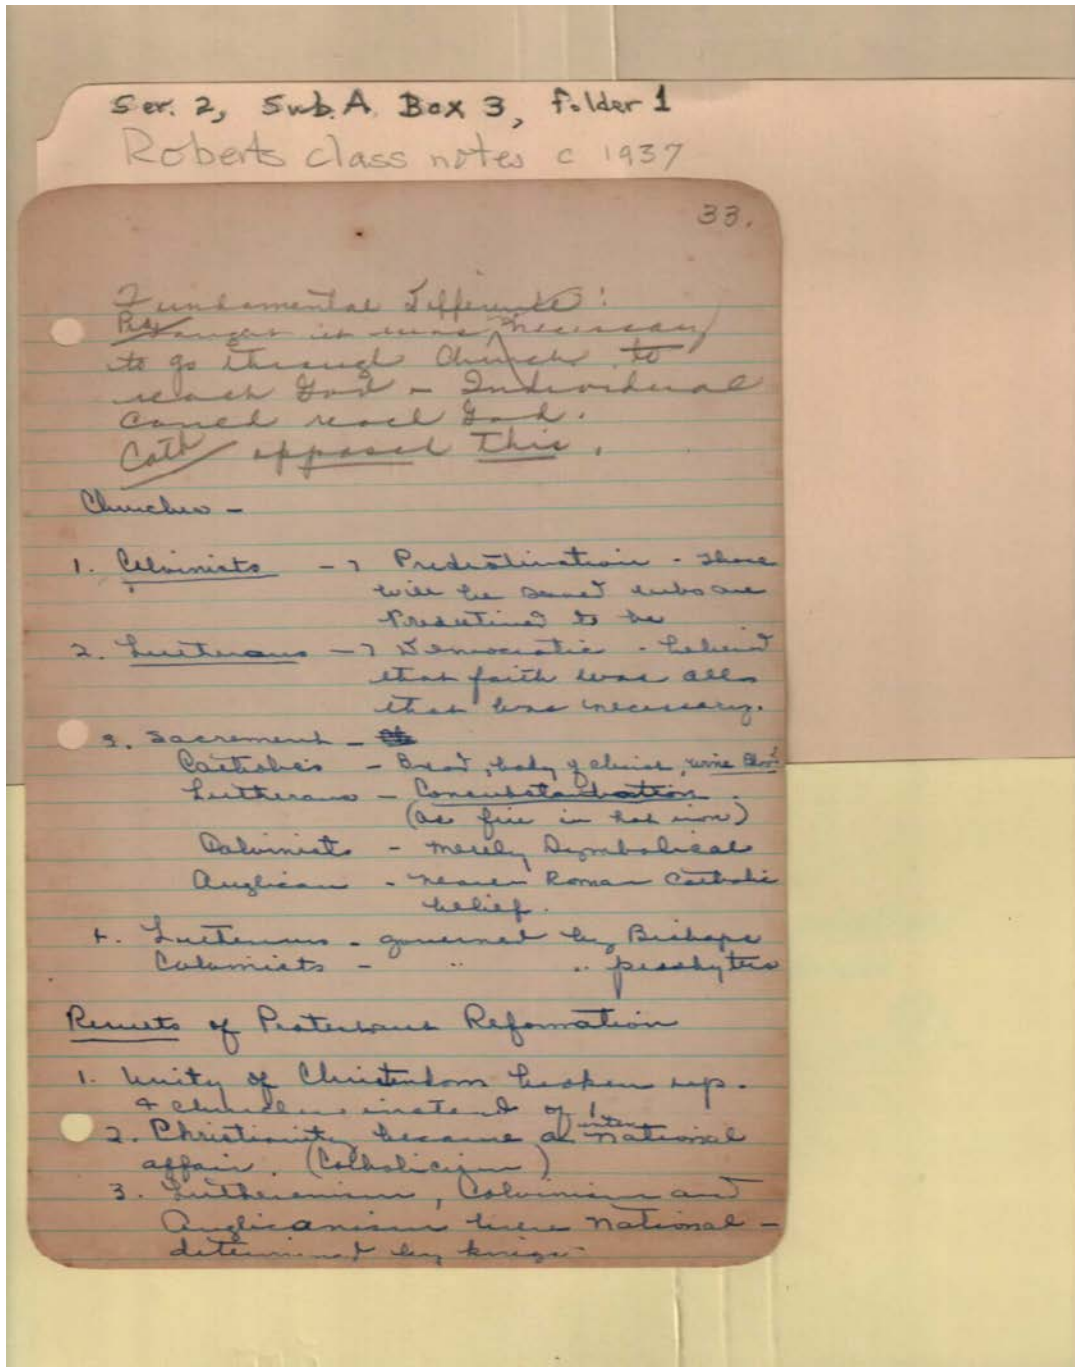 Ser. 2, Sub. A Box 3, folder 1
Roberts class notes c 1937
33.
Fundamental Difference:
it was necessary
to go through Church to
reach God - Individual
could reach God.
Cath opposed this.
Churches -
1. Calvinists - Predestination - those
will be saved who are
Predestined to be
2. Lutherans - Democratic - believed
that faith was all
that was necessary.
3. Sacrament -
Catholics - Bread, body of Christ, wine Blood
Lutherans - Consubstantiation.
(as fire in hot iron)
Calvinists - merely Symbolical
Anglican - nearer Roman Catholic
belief.
4. Lutherans - governed by Bishops
Calvinists - " " presbyters
Results of Protestant Reformation
1. Unity of Christendom broken up.
4 churches instead of 1
2. Christianity became a international
affair. (Catholicism)
3. Lutheranism, Calvinism and
Anglicanism were national -
determined by kings -